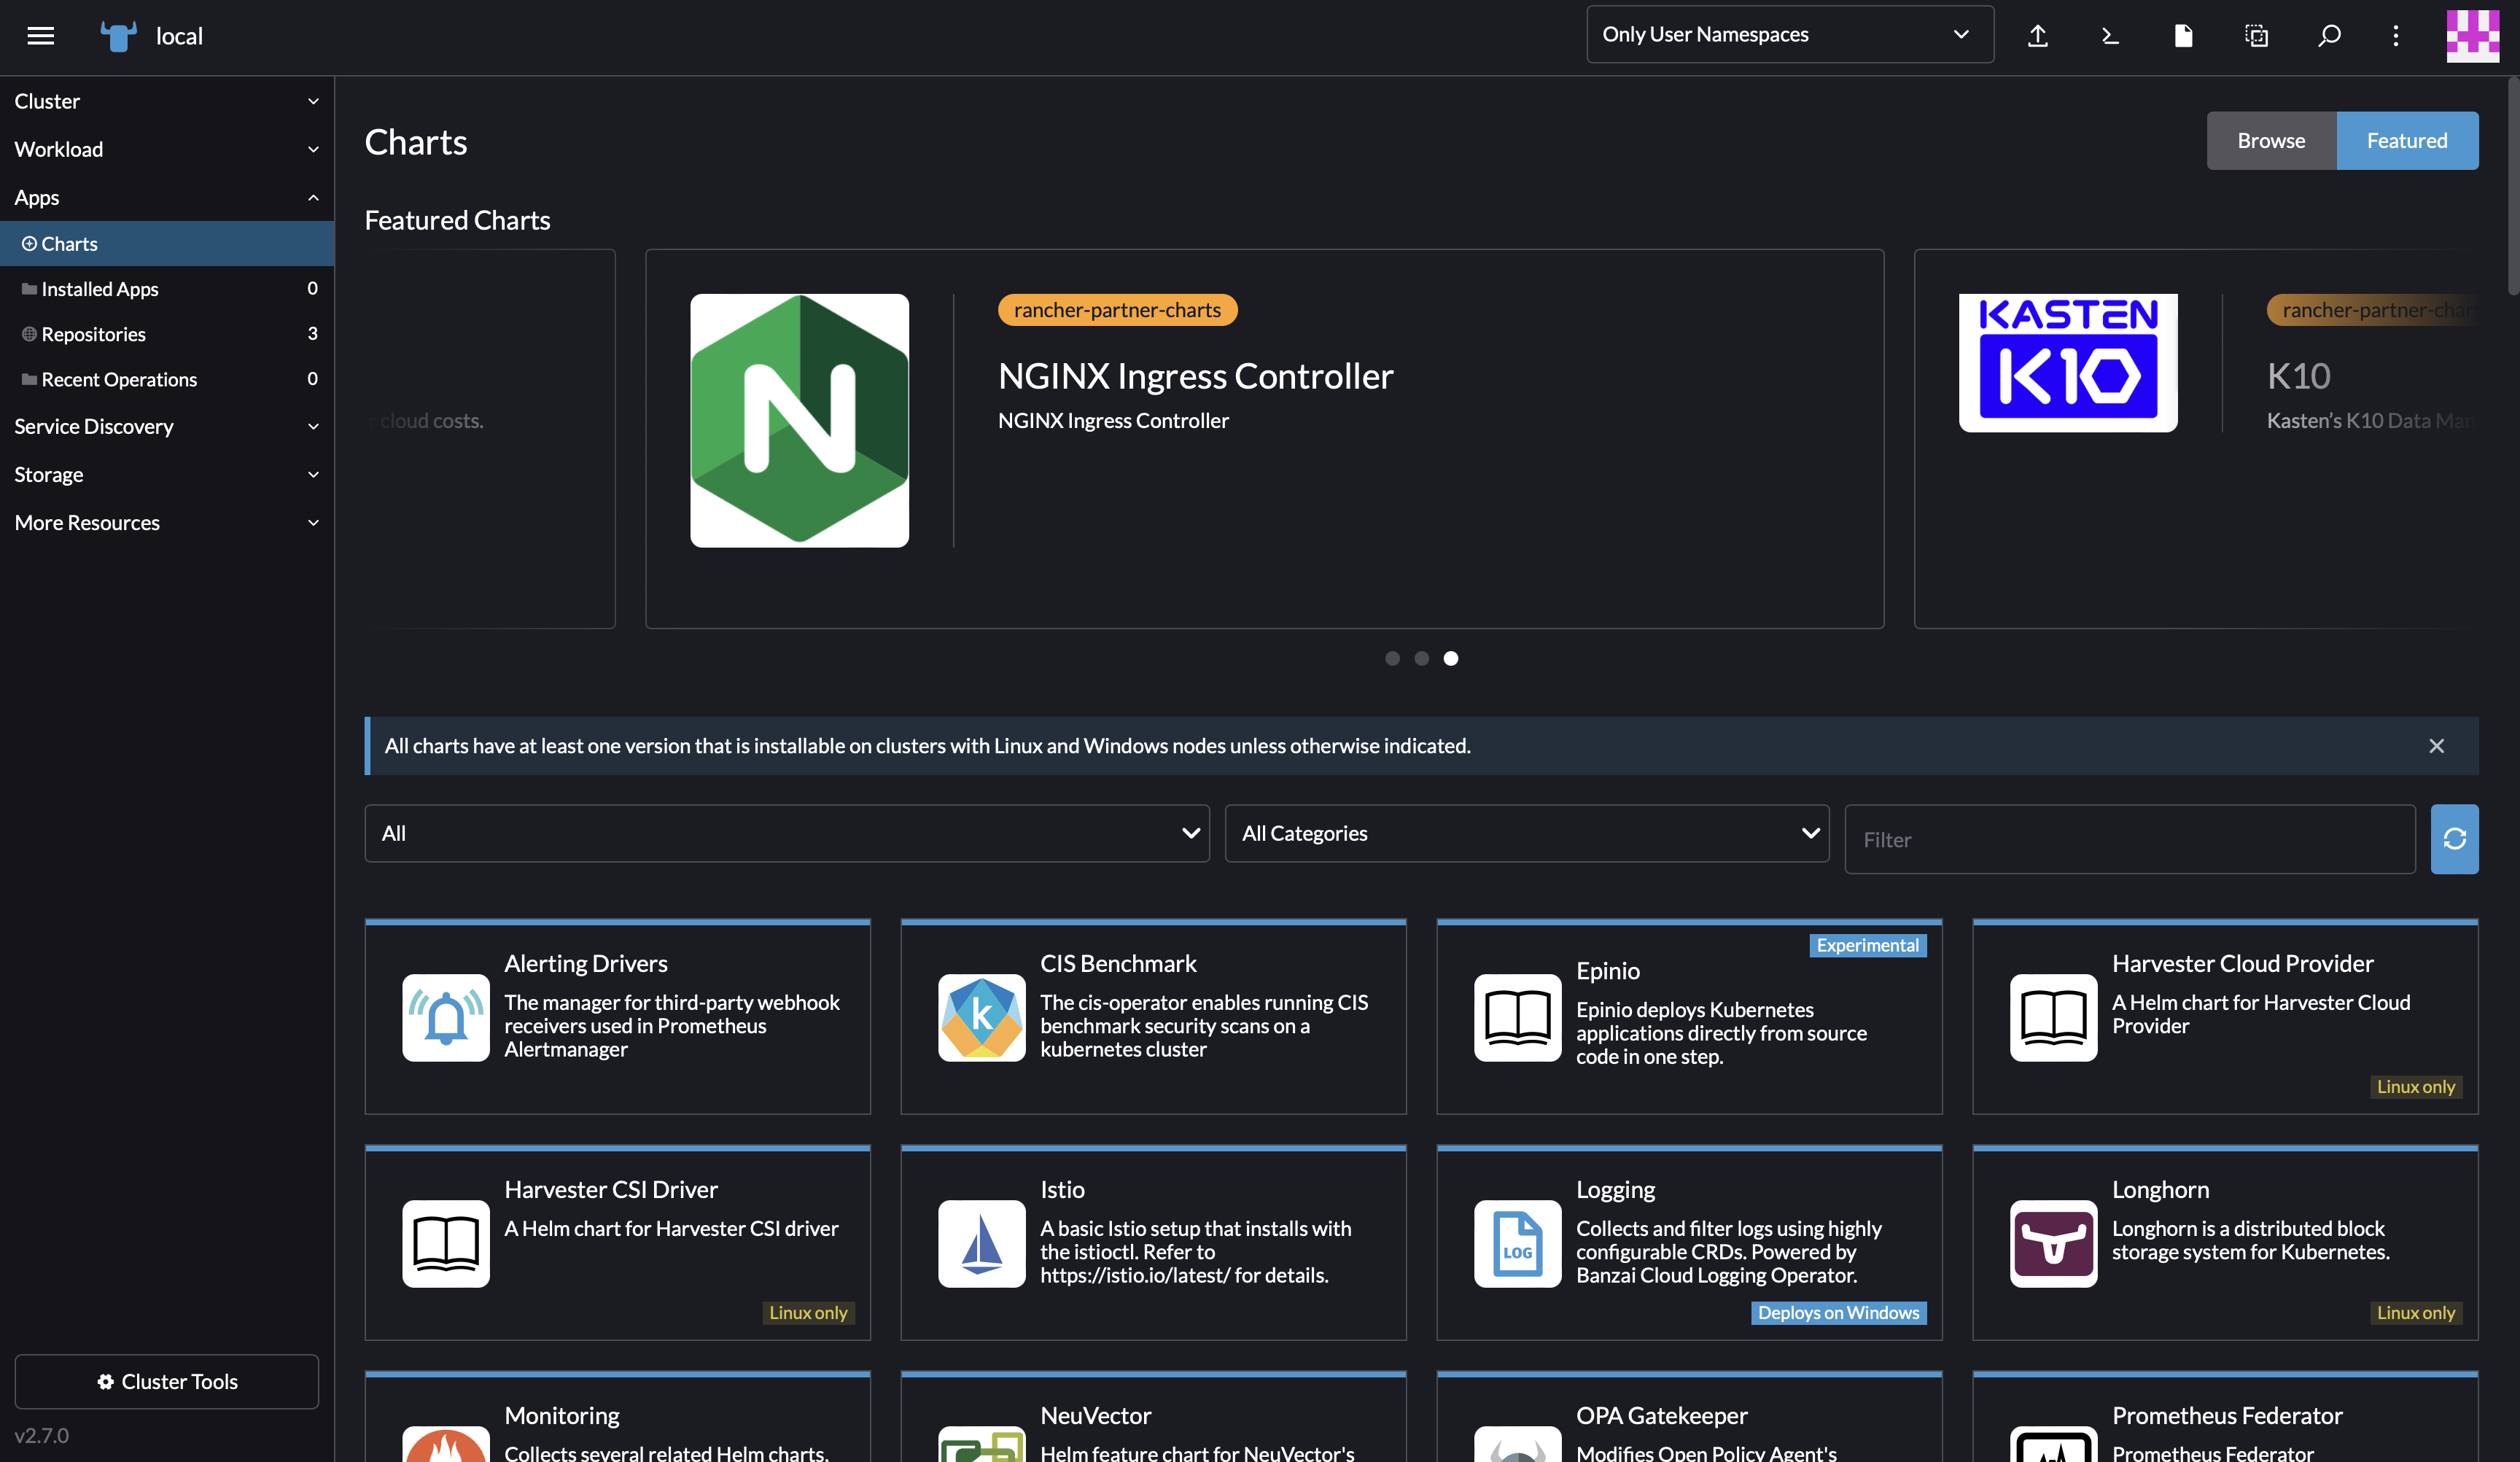 local
Only User Namespaces
Cluster
Workload
Apps
Charts
Installed Apps 0
Repositories 3
Recent Operations 0
Service Discovery
Storage
More Resources
Cluster Tools
v2.7.0
Charts
Browse
Featured
Featured Charts
cloud costs.
N
rancher-partner-charts
NGINX Ingress Controller
NGINX Ingress Controller
KASTEN
K10
rancher-partner-char
K10
Kasten’s K10 Data Man
All charts have at least one version that is installable on clusters with Linux and Windows nodes unless otherwise indicated.
All
All Categories
Filter
Alerting Drivers
The manager for third-party webhook
receivers used in Prometheus
Alertmanager
k
CIS Benchmark
The cis-operator enables running CIS
benchmark security scans on a
kubernetes cluster
Experimental
Epinio
Epinio deploys Kubernetes
applications directly from source
code in one step.
Harvester Cloud Provider
A Helm chart for Harvester Cloud
Provider
Linux only
Harvester CSI Driver
A Helm chart for Harvester CSI driver
Linux only
Istio
A basic Istio setup that installs with
the istioctl. Refer to
https://istio.io/latest/ for details.
LOG
Logging
Collects and filter logs using highly
configurable CRDs. Powered by
Banzai Cloud Logging Operator.
Deploys on Windows
Longhorn
Longhorn is a distributed block
storage system for Kubernetes.
Linux only
Monitoring
Collects several related Helm charts,
NeuVector
Helm feature chart for NeuVector's
OPA Gatekeeper
Modifies Open Policy Agent's
Prometheus Federator
Prometheus Federator